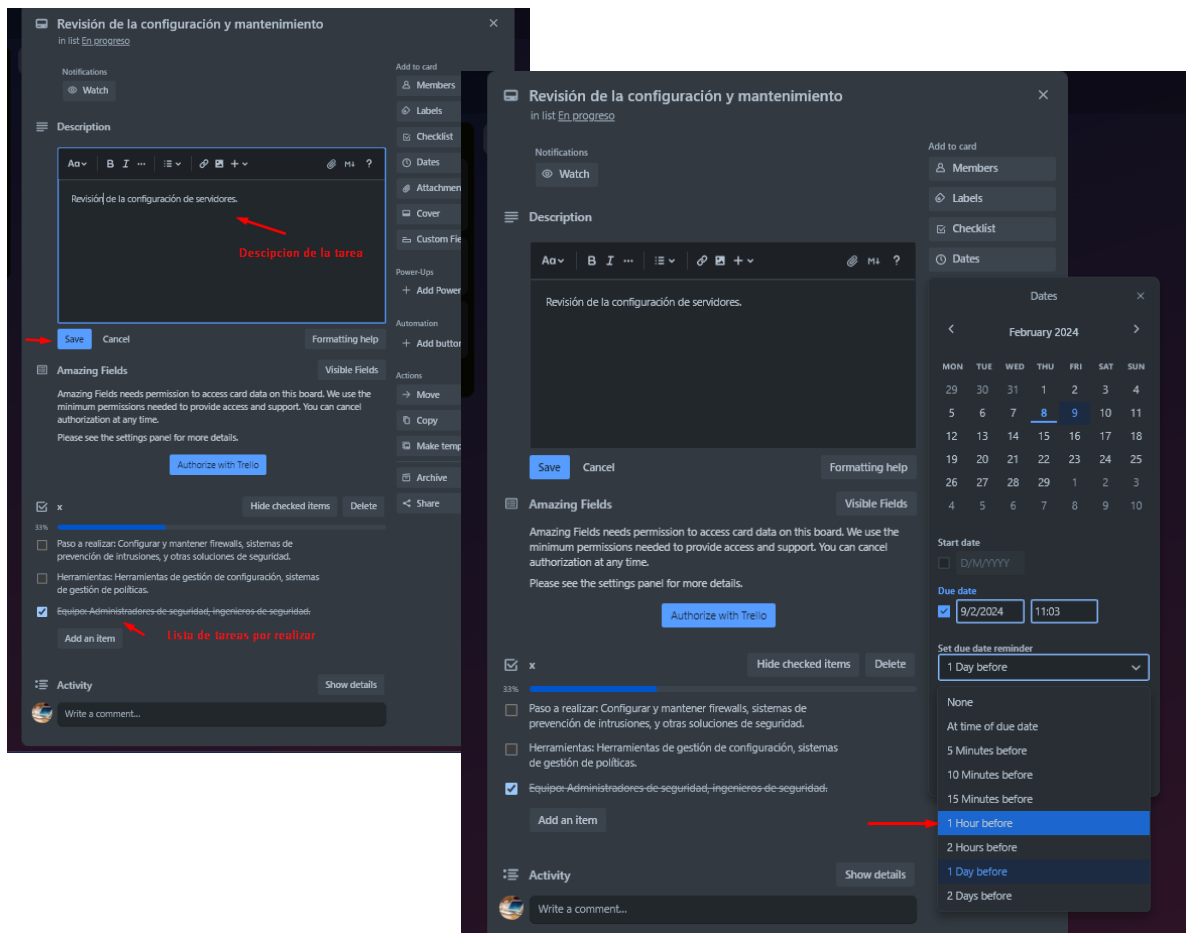 Revisión de la configuración y mantenimiento
in list En progreso
Notifications
Watch
Description
Aa B I ··· M↓ ?
Revisión de la configuración de servidores.
Descipcion de la tarea
Save Cancel Formatting help
Amazing Fields Visible Fields
Amazing Fields needs permission to access card data on this board. We use the
minimum permissions needed to provide access and support. You can cancel
authorization at any time.
Please see the settings panel for more details.
Authorize with Trello
x Hide checked items Delete
33%
Paso a realizar: Configurar y mantener firewalls, sistemas de
prevención de intrusiones, y otras soluciones de seguridad.
Herramientas: Herramientas de gestión de configuración, sistemas
de gestión de políticas.
Equipo: Administradores de seguridad, ingenieros de seguridad.
Add an item
Lista de tareas por realizar
Activity Show details
Write a comment...
Add to card
Members
Labels
Checklist
Dates
Attachmen
Cover
Custom Fie
Power-Ups
+ Add Power
Automation
+ Add button
Actions
Move
Copy
Make temp
Archive
Share
Revisión de la configuración y mantenimiento
in list En progreso
Notifications
Watch
Description
Aa B I ··· M↓ ?
Revisión de la configuración de servidores.
Save Cancel Formatting help
Amazing Fields Visible Fields
Amazing Fields needs permission to access card data on this board. We use the
minimum permissions needed to provide access and support. You can cancel
authorization at any time.
Please see the settings panel for more details.
Authorize with Trello
x Hide checked items Delete
33%
Paso a realizar: Configurar y mantener firewalls, sistemas de
prevención de intrusiones, y otras soluciones de seguridad.
Herramientas: Herramientas de gestión de configuración, sistemas
de gestión de políticas.
Equipo: Administradores de seguridad, ingenieros de seguridad.
Add an item
Activity Show details
Write a comment...
Add to card
Members
Labels
Checklist
Dates
Dates
February 2024
MON TUE WED THU FRI SAT SUN
29 30 31 1 2 3 4
5 6 7 8 9 10 11
12 13 14 15 16 17 18
19 20 21 22 23 24 25
26 27 28 29 1 2 3
4 5 6 7 8 9 10
Start date
D/M/YYYY
Due date
9/2/2024 11:03
Set due date reminder
1 Day before
None
At time of due date
5 Minutes before
10 Minutes before
15 Minutes before
1 Hour before
2 Hours before
1 Day before
2 Days before